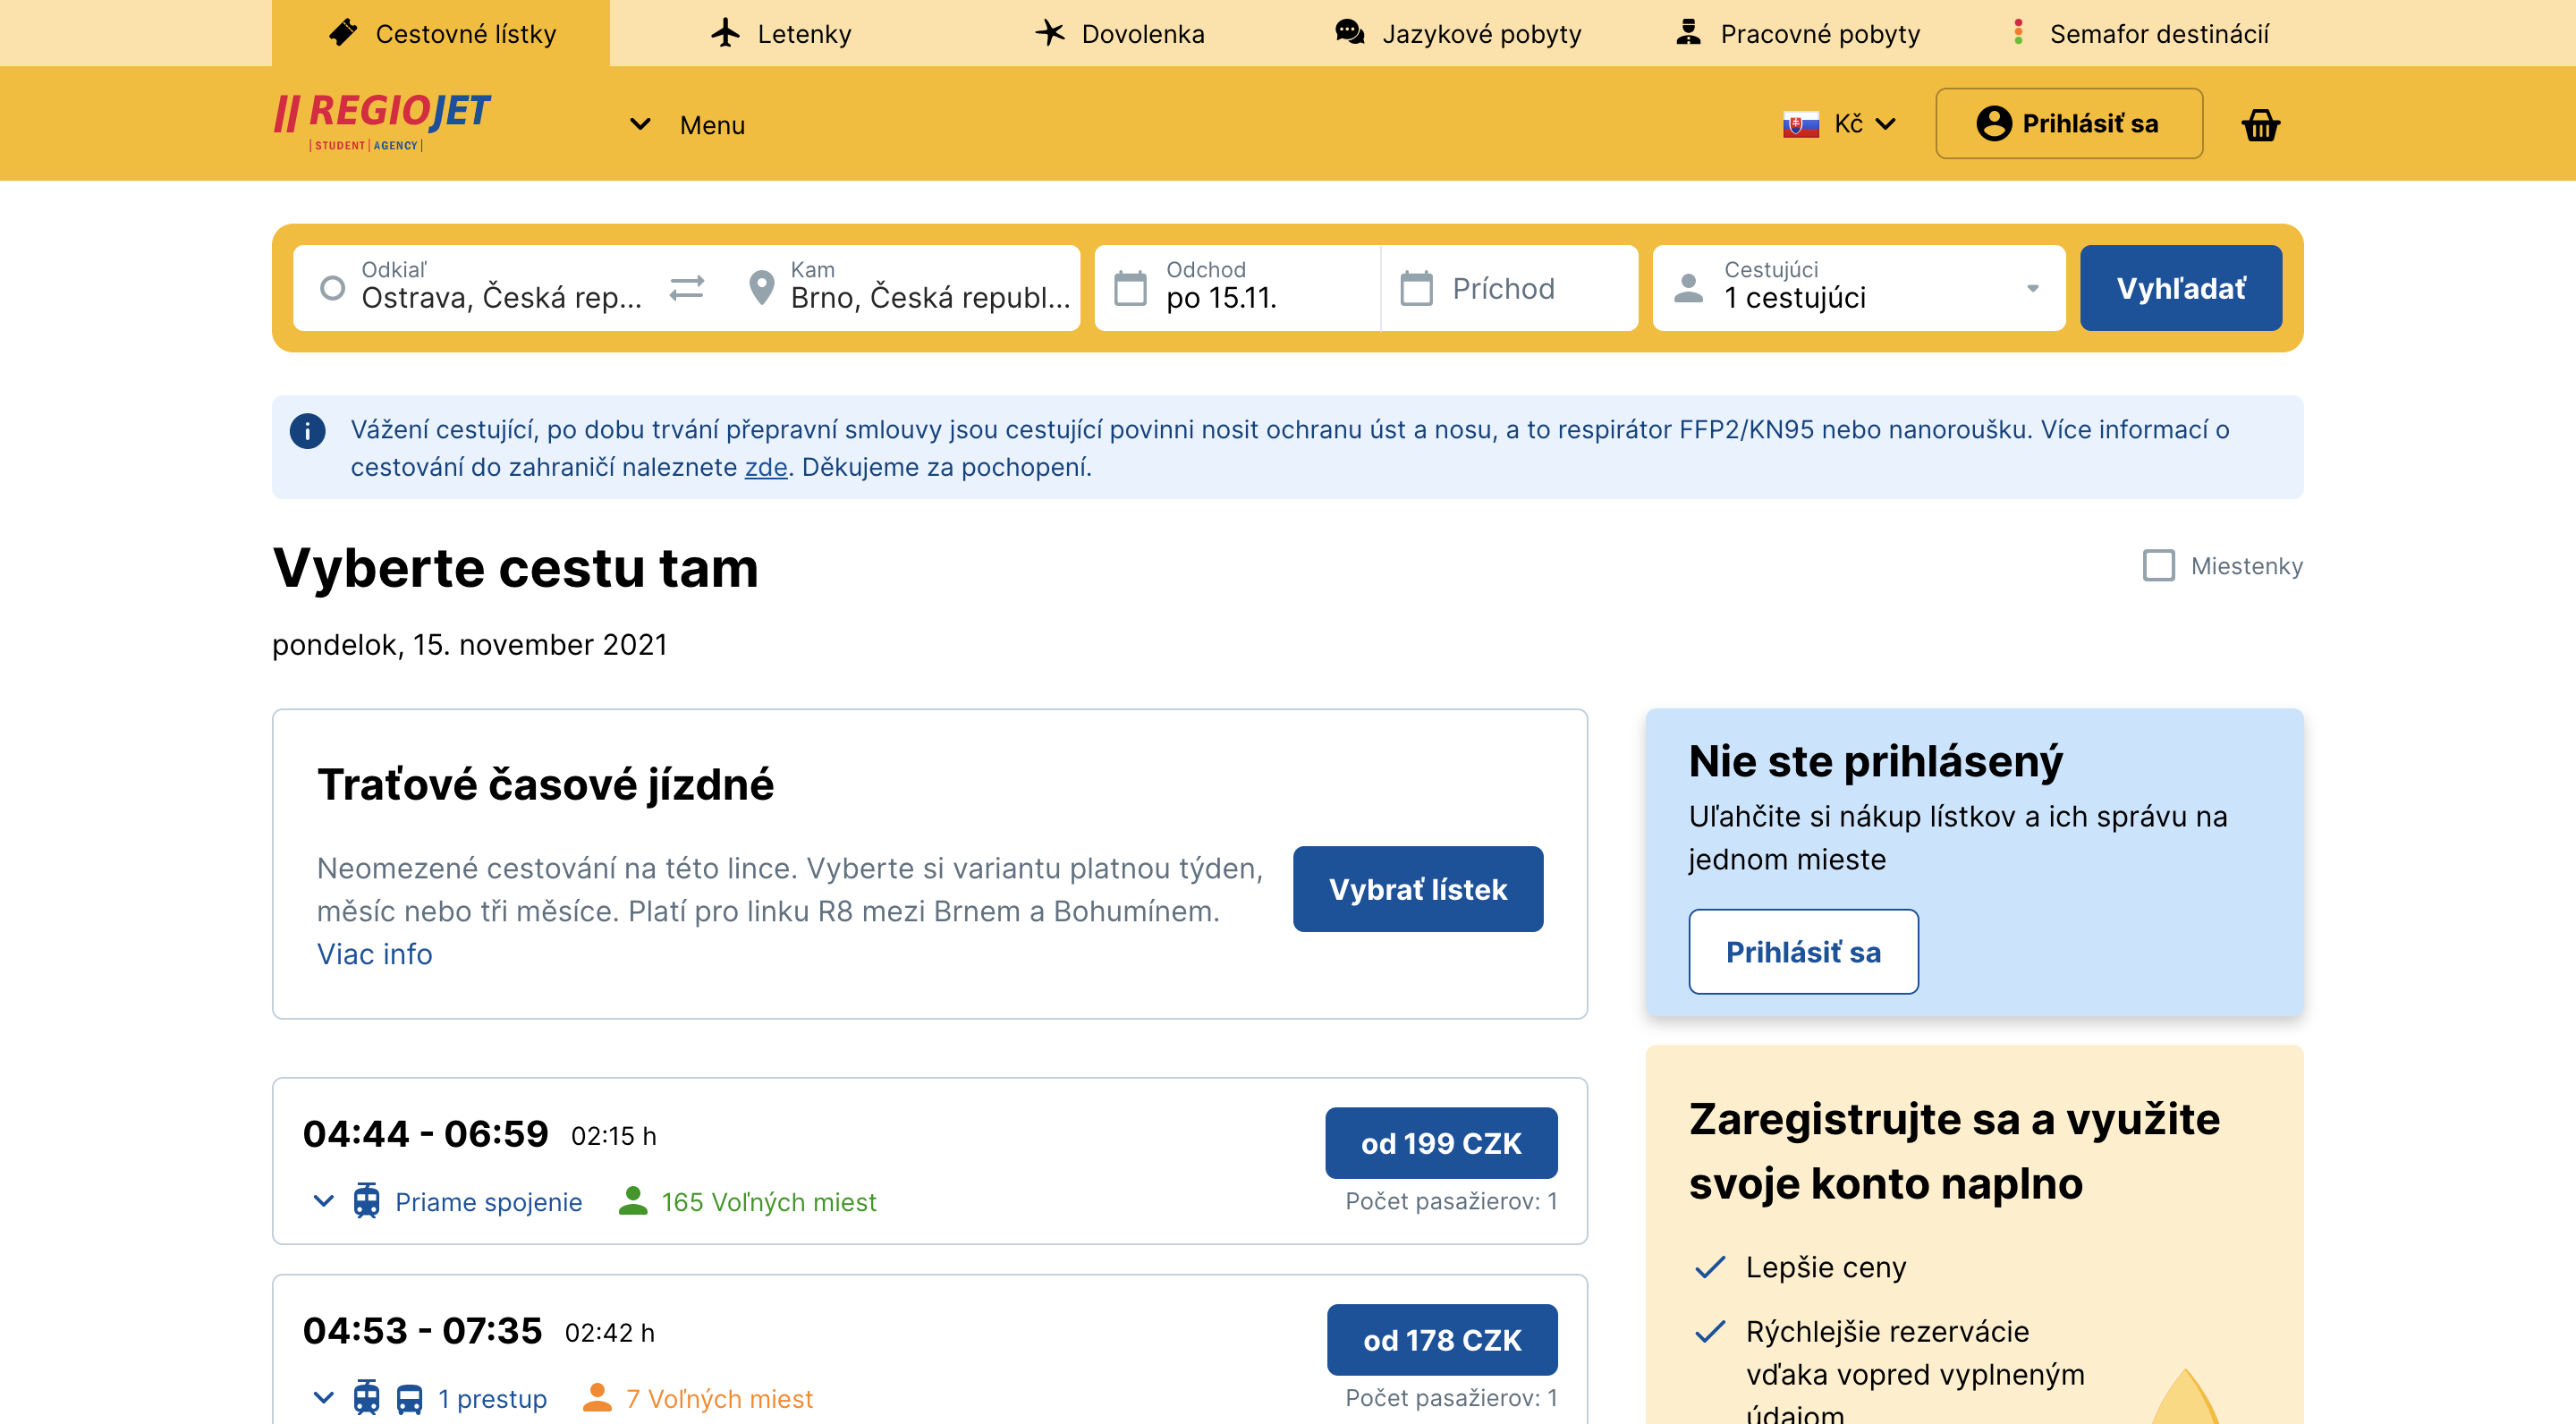 Cestovné lístky
Letenky
Dovolenka
Jazykové pobyty
Pracovné pobyty
Semafor destinácií
REGIOJET
STUDENT AGENCY
Menu
Kč
Prihlásiť sa
Odkiaľ
Ostrava, Česká rep...
Kam
Brno, Česká republ...
Odchod
po 15.11.
Príchod
Cestujúci
1 cestujúci
Vyhľadať
Vážení cestující, po dobu trvání přepravní smlouvy jsou cestující povinni nosit ochranu úst a nosu, a to respirátor FFP2/KN95 nebo nanoroušku. Více informací o
cestování do zahraničí naleznete zde. Děkujeme za pochopení.
Vyberte cestu tam
Miestenky
pondelok, 15. november 2021
Traťové časové jízdné
Neomezené cestování na této lince. Vyberte si variantu platnou týden,
měsíc nebo tři měsíce. Platí pro linku R8 mezi Brnem a Bohumínem.
Viac info
Vybrať lístek
Nie ste prihlásený
Uľahčite si nákup lístkov a ich správu na
jednom mieste
Prihlásiť sa
04:44 - 06:59 02:15 h
od 199 CZK
Priame spojenie
165 Voľných miest
Počet pasažierov: 1
04:53 - 07:35 02:42 h
od 178 CZK
1 prestup
7 Voľných miest
Počet pasažierov: 1
Zaregistrujte sa a využite
svoje konto naplno
Lepšie ceny
Rýchlejšie rezervácie
vďaka vopred vyplneným
údajom